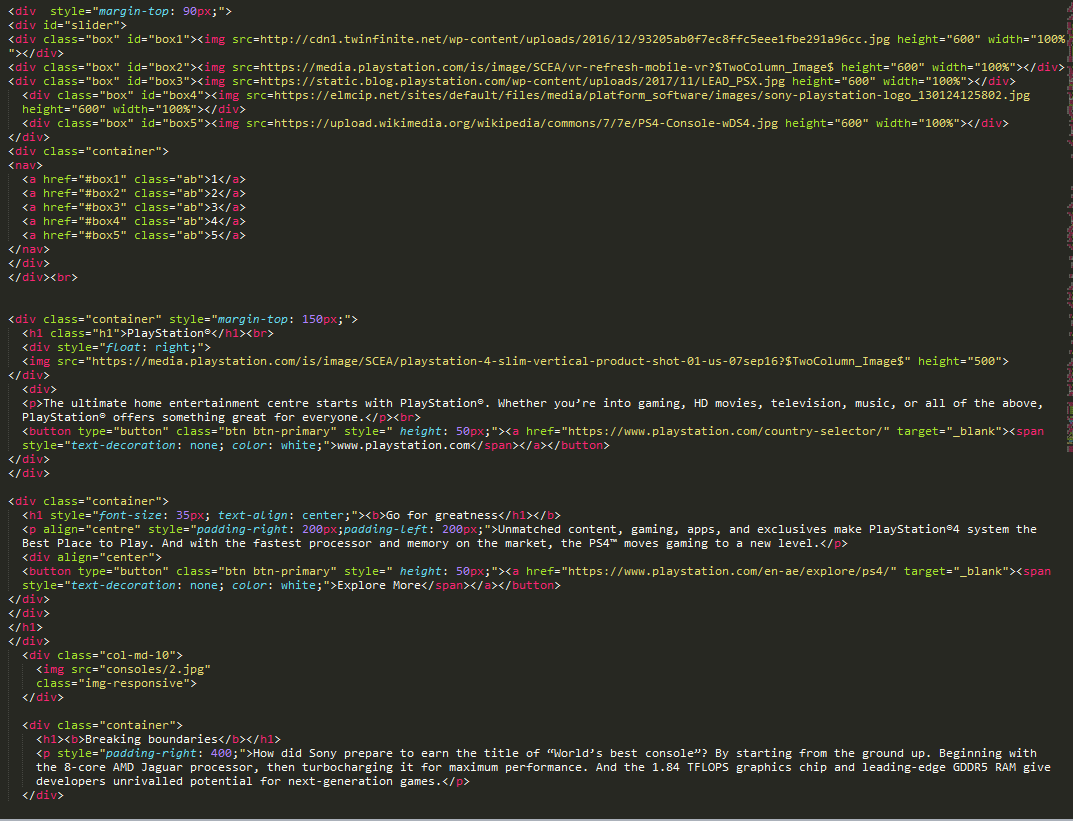 <div  style="margin-top: 90px;">
<div id="slider">
<div class="box" id="box1"><img src=http://cdn1.twinfinite.net/wp-content/uploads/2016/12/93205ab0f7ec8ffc5eee1fbe291a96cc.jpg height="600" width="100%
"></div>
<div class="box" id="box2"><img src=https://media.playstation.com/is/image/SCEA/vr-refresh-mobile-vr?$TwoColumn_Image$ height="600" width="100%"></div>
<div class="box" id="box3"><img src=https://static.blog.playstation.com/wp-content/uploads/2017/11/LEAD_PSX.jpg height="600" width="100%"></div>
<div class="box" id="box4"><img src=https://elmcip.net/sites/default/files/media/platform_software/images/sony-playstation-logo_130124125802.jpg
height="600" width="100%"></div>
<div class="box" id="box5"><img src=https://upload.wikimedia.org/wikipedia/commons/7/7e/PS4-Console-wDS4.jpg height="600" width="100%"></div>
</div>
<div class="container">
<nav>
<a href="#box1" class="ab">1</a>
<a href="#box2" class="ab">2</a>
<a href="#box3" class="ab">3</a>
<a href="#box4" class="ab">4</a>
<a href="#box5" class="ab">5</a>
</nav>
</div>
</div><br>
<div class="container" style="margin-top: 150px;">
<h1 class="h1">PlayStation®</h1><br>
<div style="float: right;">
<img src="https://media.playstation.com/is/image/SCEA/playstation-4-slim-vertical-product-shot-01-us-07sep16?$TwoColumn_Image$" height="500">
</div>
<div>
<p>The ultimate home entertainment centre starts with PlayStation®. Whether you’re into gaming, HD movies, television, music, or all of the above,
PlayStation® offers something great for everyone.</p><br>
<button type="button" class="btn btn-primary" style=" height: 50px;"><a href="https://www.playstation.com/country-selector/" target="_blank"><span
style="text-decoration: none; color: white;">www.playstation.com</span></a></button>
</div>
</div>
<div class="container">
<h1 style="font-size: 35px; text-align: center;"><b>Go for greatness</h1></b>
<p align="centre" style="padding-right: 200px;padding-left: 200px;">Unmatched content, gaming, apps, and exclusives make PlayStation®4 system the
Best Place to Play. And with the fastest processor and memory on the market, the PS4™ moves gaming to a new level.</p>
<div align="center">
<button type="button" class="btn btn-primary" style=" height: 50px;"><a href="https://www.playstation.com/en-ae/explore/ps4/" target="_blank"><span
style="text-decoration: none; color: white;">Explore More</span></a></button>
</div>
</div>
</h1>
</div>
<div class="col-md-10">
<img src="consoles/2.jpg"
class="img-responsive">
</div>
<div class="container">
<h1><b>Breaking boundaries</b></h1>
<p style="padding-right: 400;">How did Sony prepare to earn the title of “World’s best console”? By starting from the ground up. Beginning with
the 8-core AMD Jaguar processor, then turbocharging it for maximum performance. And the 1.84 TFLOPS graphics chip and leading-edge GDDR5 RAM give
developers unrivalled potential for next-generation games.</p>
</div>